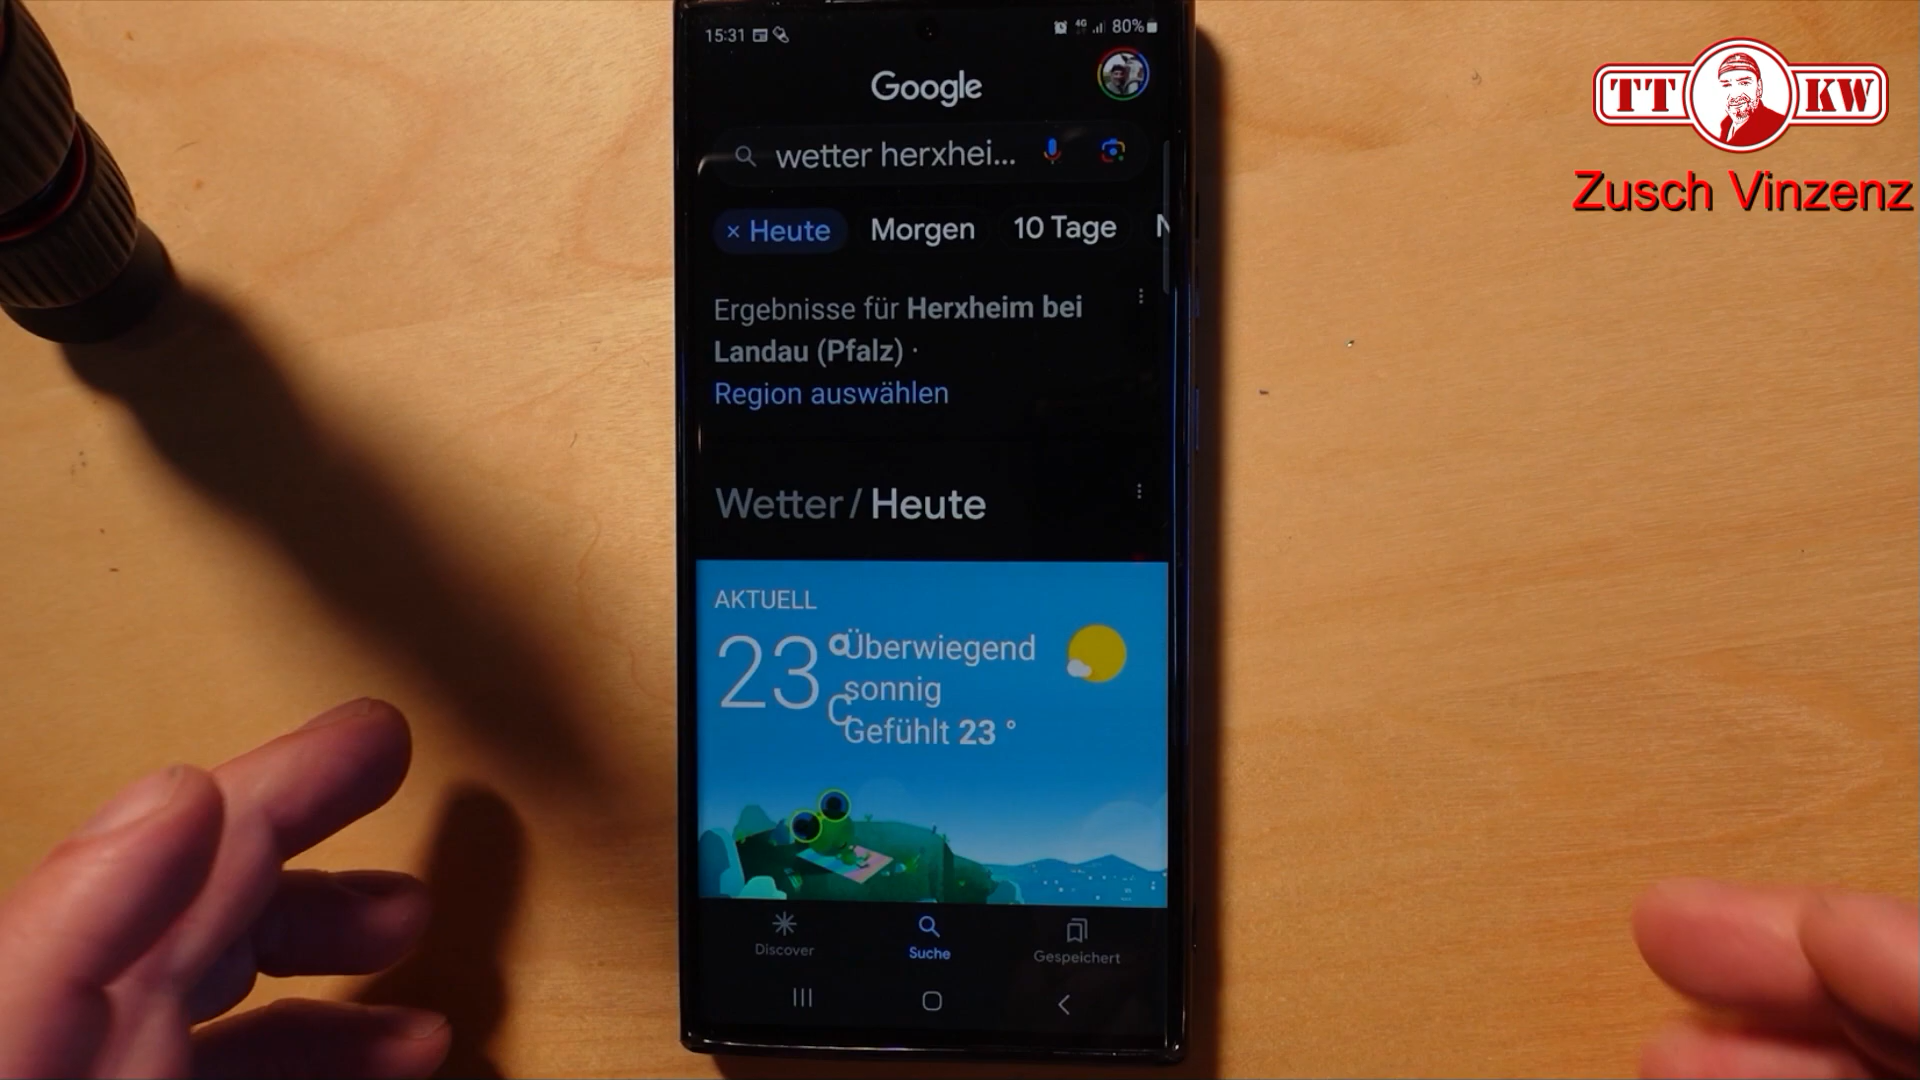 15:31
4G
80%
Google
wetter herxhei...
× Heute
Morgen
10 Tage
Ergebnisse für Herxheim bei
Landau (Pfalz) ·
Region auswählen
Wetter / Heute
AKTUELL
23 °C
Überwiegend
sonnig
Gefühlt 23 °
Discover
Suche
Gespeichert
TT KW
Zusch Vinzenz